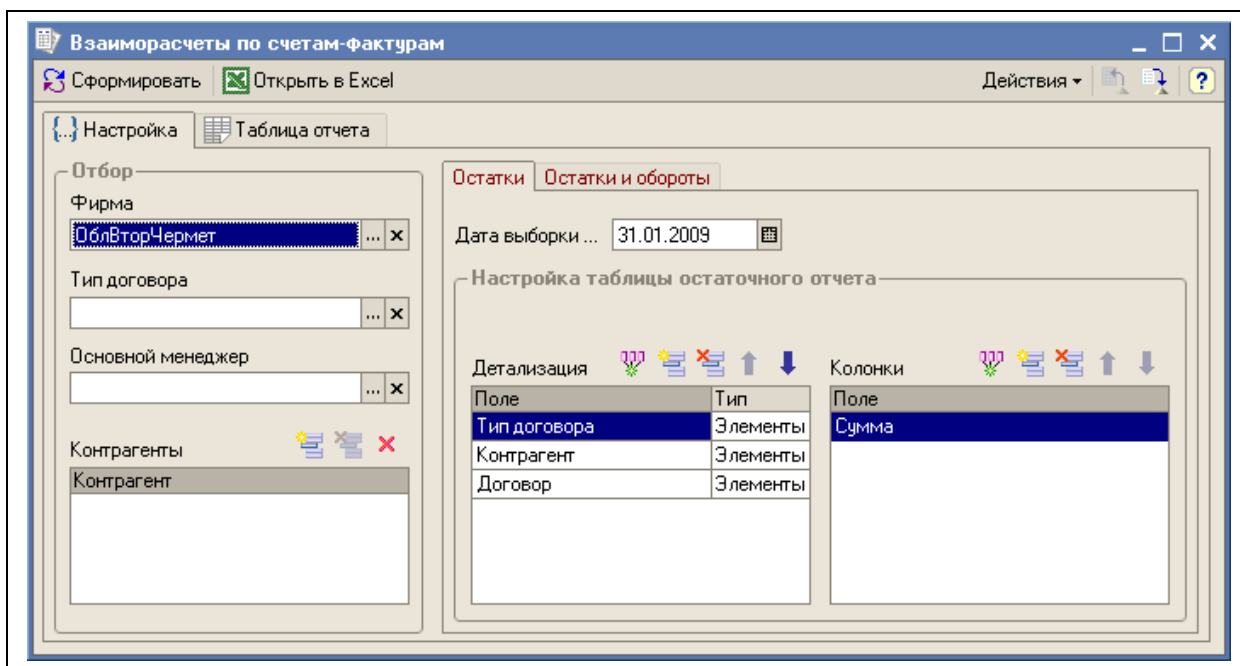 Взаиморасчеты по счетам-фактурам
Сформировать Открыть в Excel Действия
{...} Настройка Таблица отчета
Отбор
Фирма
ОблВторЧермет ... x
Тип договора
... x
Основной менеджер
... x
Контрагенты
Контрагент
Остатки Остатки и обороты
Дата выборки ... 31.01.2009
Настройка таблицы остаточного отчета
Детализация
Поле Тип
Тип договора Элементы
Контрагент Элементы
Договор Элементы
Колонки
Поле
Сумма